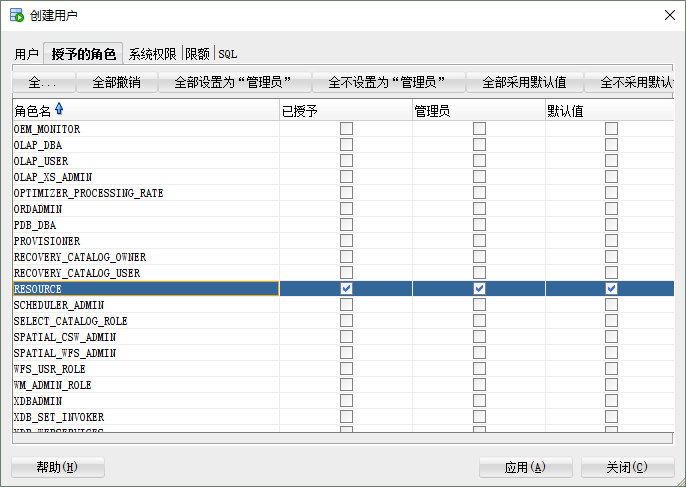 创建用户
用户 授予的角色 系统权限 限额 SQL
全... 全部撤销 全部设置为“管理员” 全不设置为“管理员” 全部采用默认值 全不采用默认
角色名 已授予 管理员 默认值
OEM_MONITOR
OLAP_DBA
OLAP_USER
OLAP_XS_ADMIN
OPTIMIZER_PROCESSING_RATE
ORDADMIN
PDB_DBA
PROVISIONER
RECOVERY_CATALOG_OWNER
RECOVERY_CATALOG_USER
RESOURCE
SCHEDULER_ADMIN
SELECT_CATALOG_ROLE
SPATIAL_CSW_ADMIN
SPATIAL_WFS_ADMIN
WFS_USR_ROLE
WM_ADMIN_ROLE
XDBADMIN
XDB_SET_INVOKER
XDB_WEBSERVICES
帮助(H) 应用(A) 关闭(C)